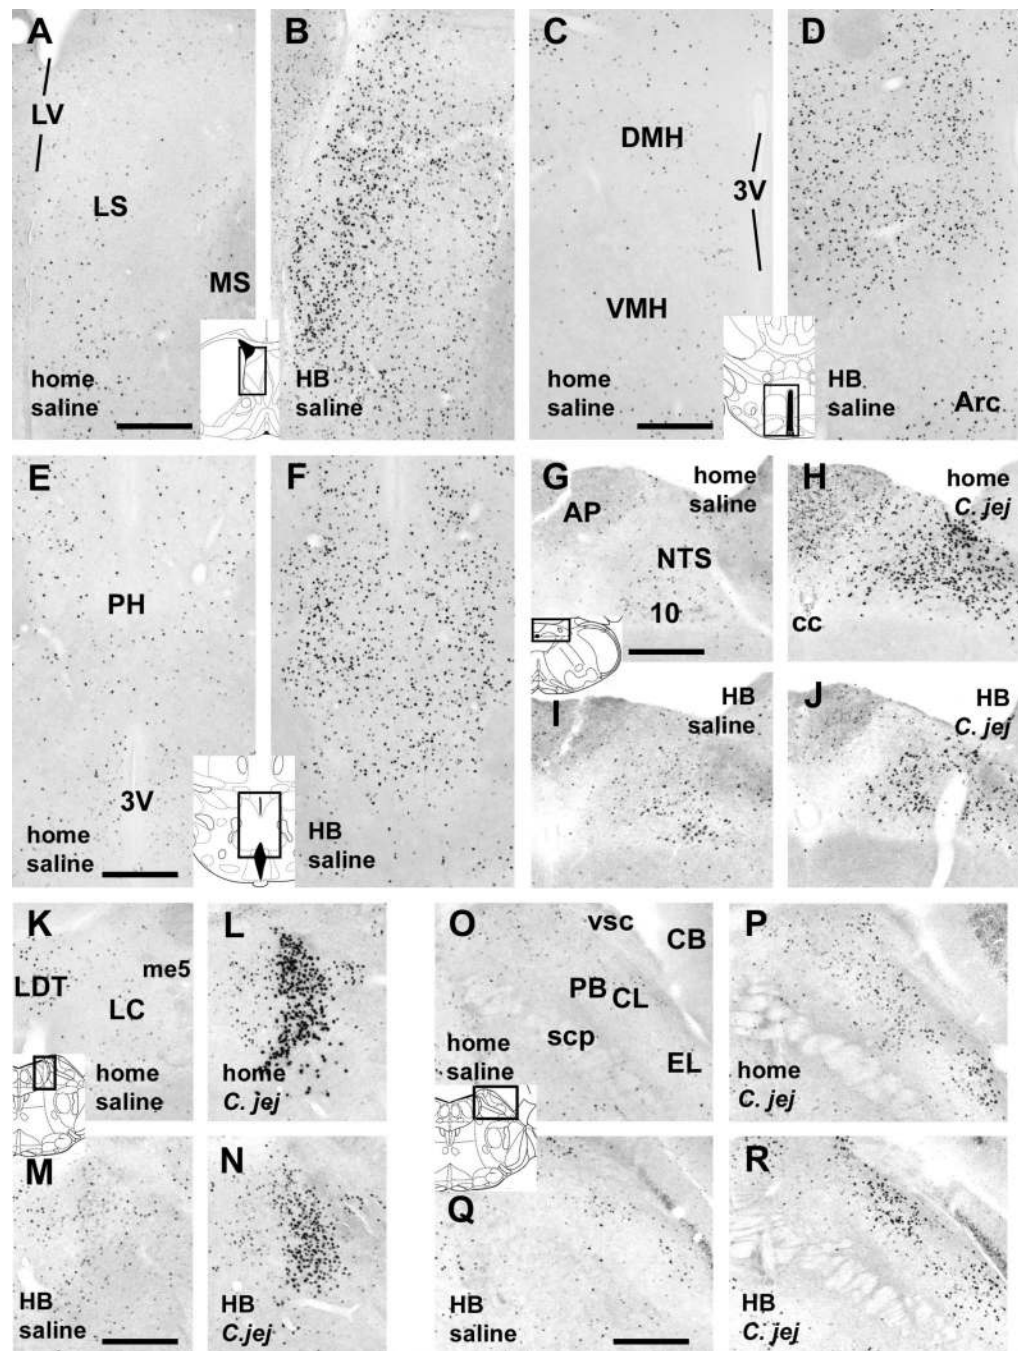 A
LV
LS
MS
home
saline
B
HB
saline
C
DMH
3V
VMH
home
saline
D
HB
saline
Arc
E
PH
3V
home
saline
F
HB
saline
G
home
saline
AP
NTS
10
H
home
C. jej
cc
I
HB
saline
J
HB
C. jej
K
me5
LDT
LC
home
saline
L
home
C. jej
M
HB
saline
N
HB
C.jej
O
vsc
CB
PB
CL
scp
home
saline
EL
P
home
C. jej
Q
HB
saline
R
HB
C. jej